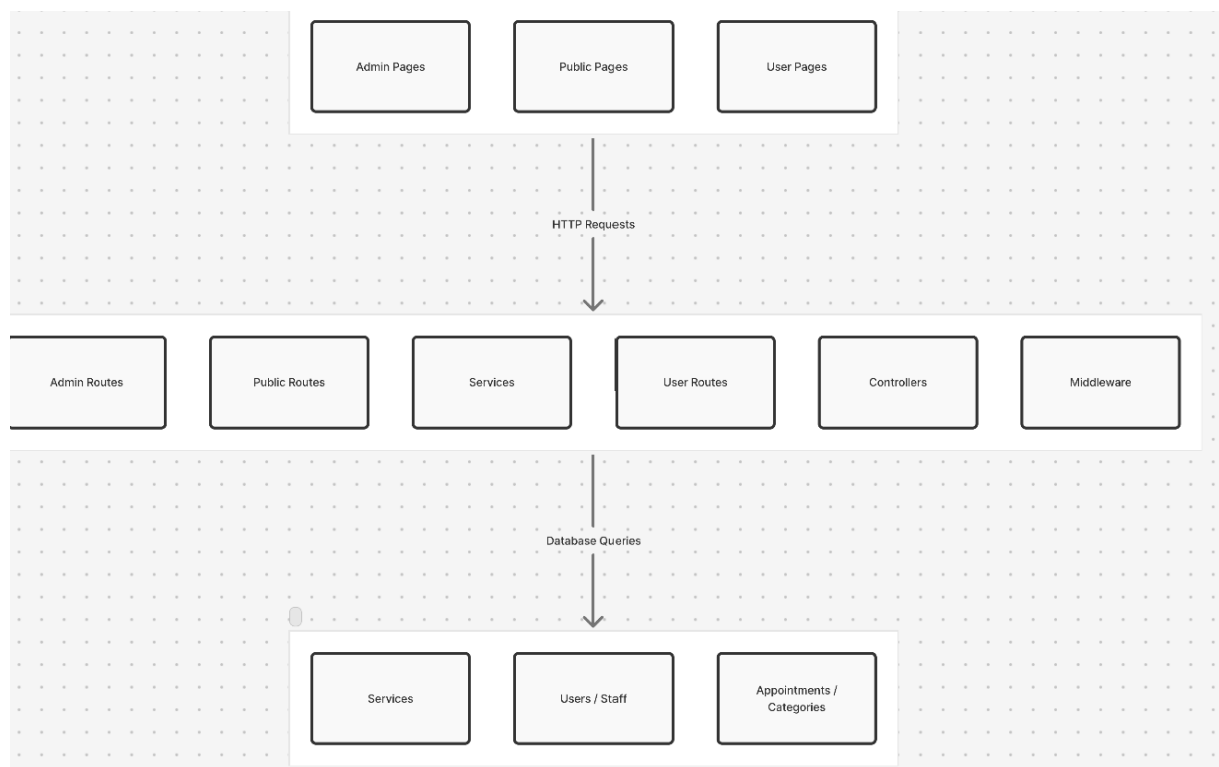 Admin Pages
Public Pages
User Pages
HTTP Requests
Admin Routes
Public Routes
Services
User Routes
Controllers
Middleware
Database Queries
Services
Users / Staff
Appointments /
Categories